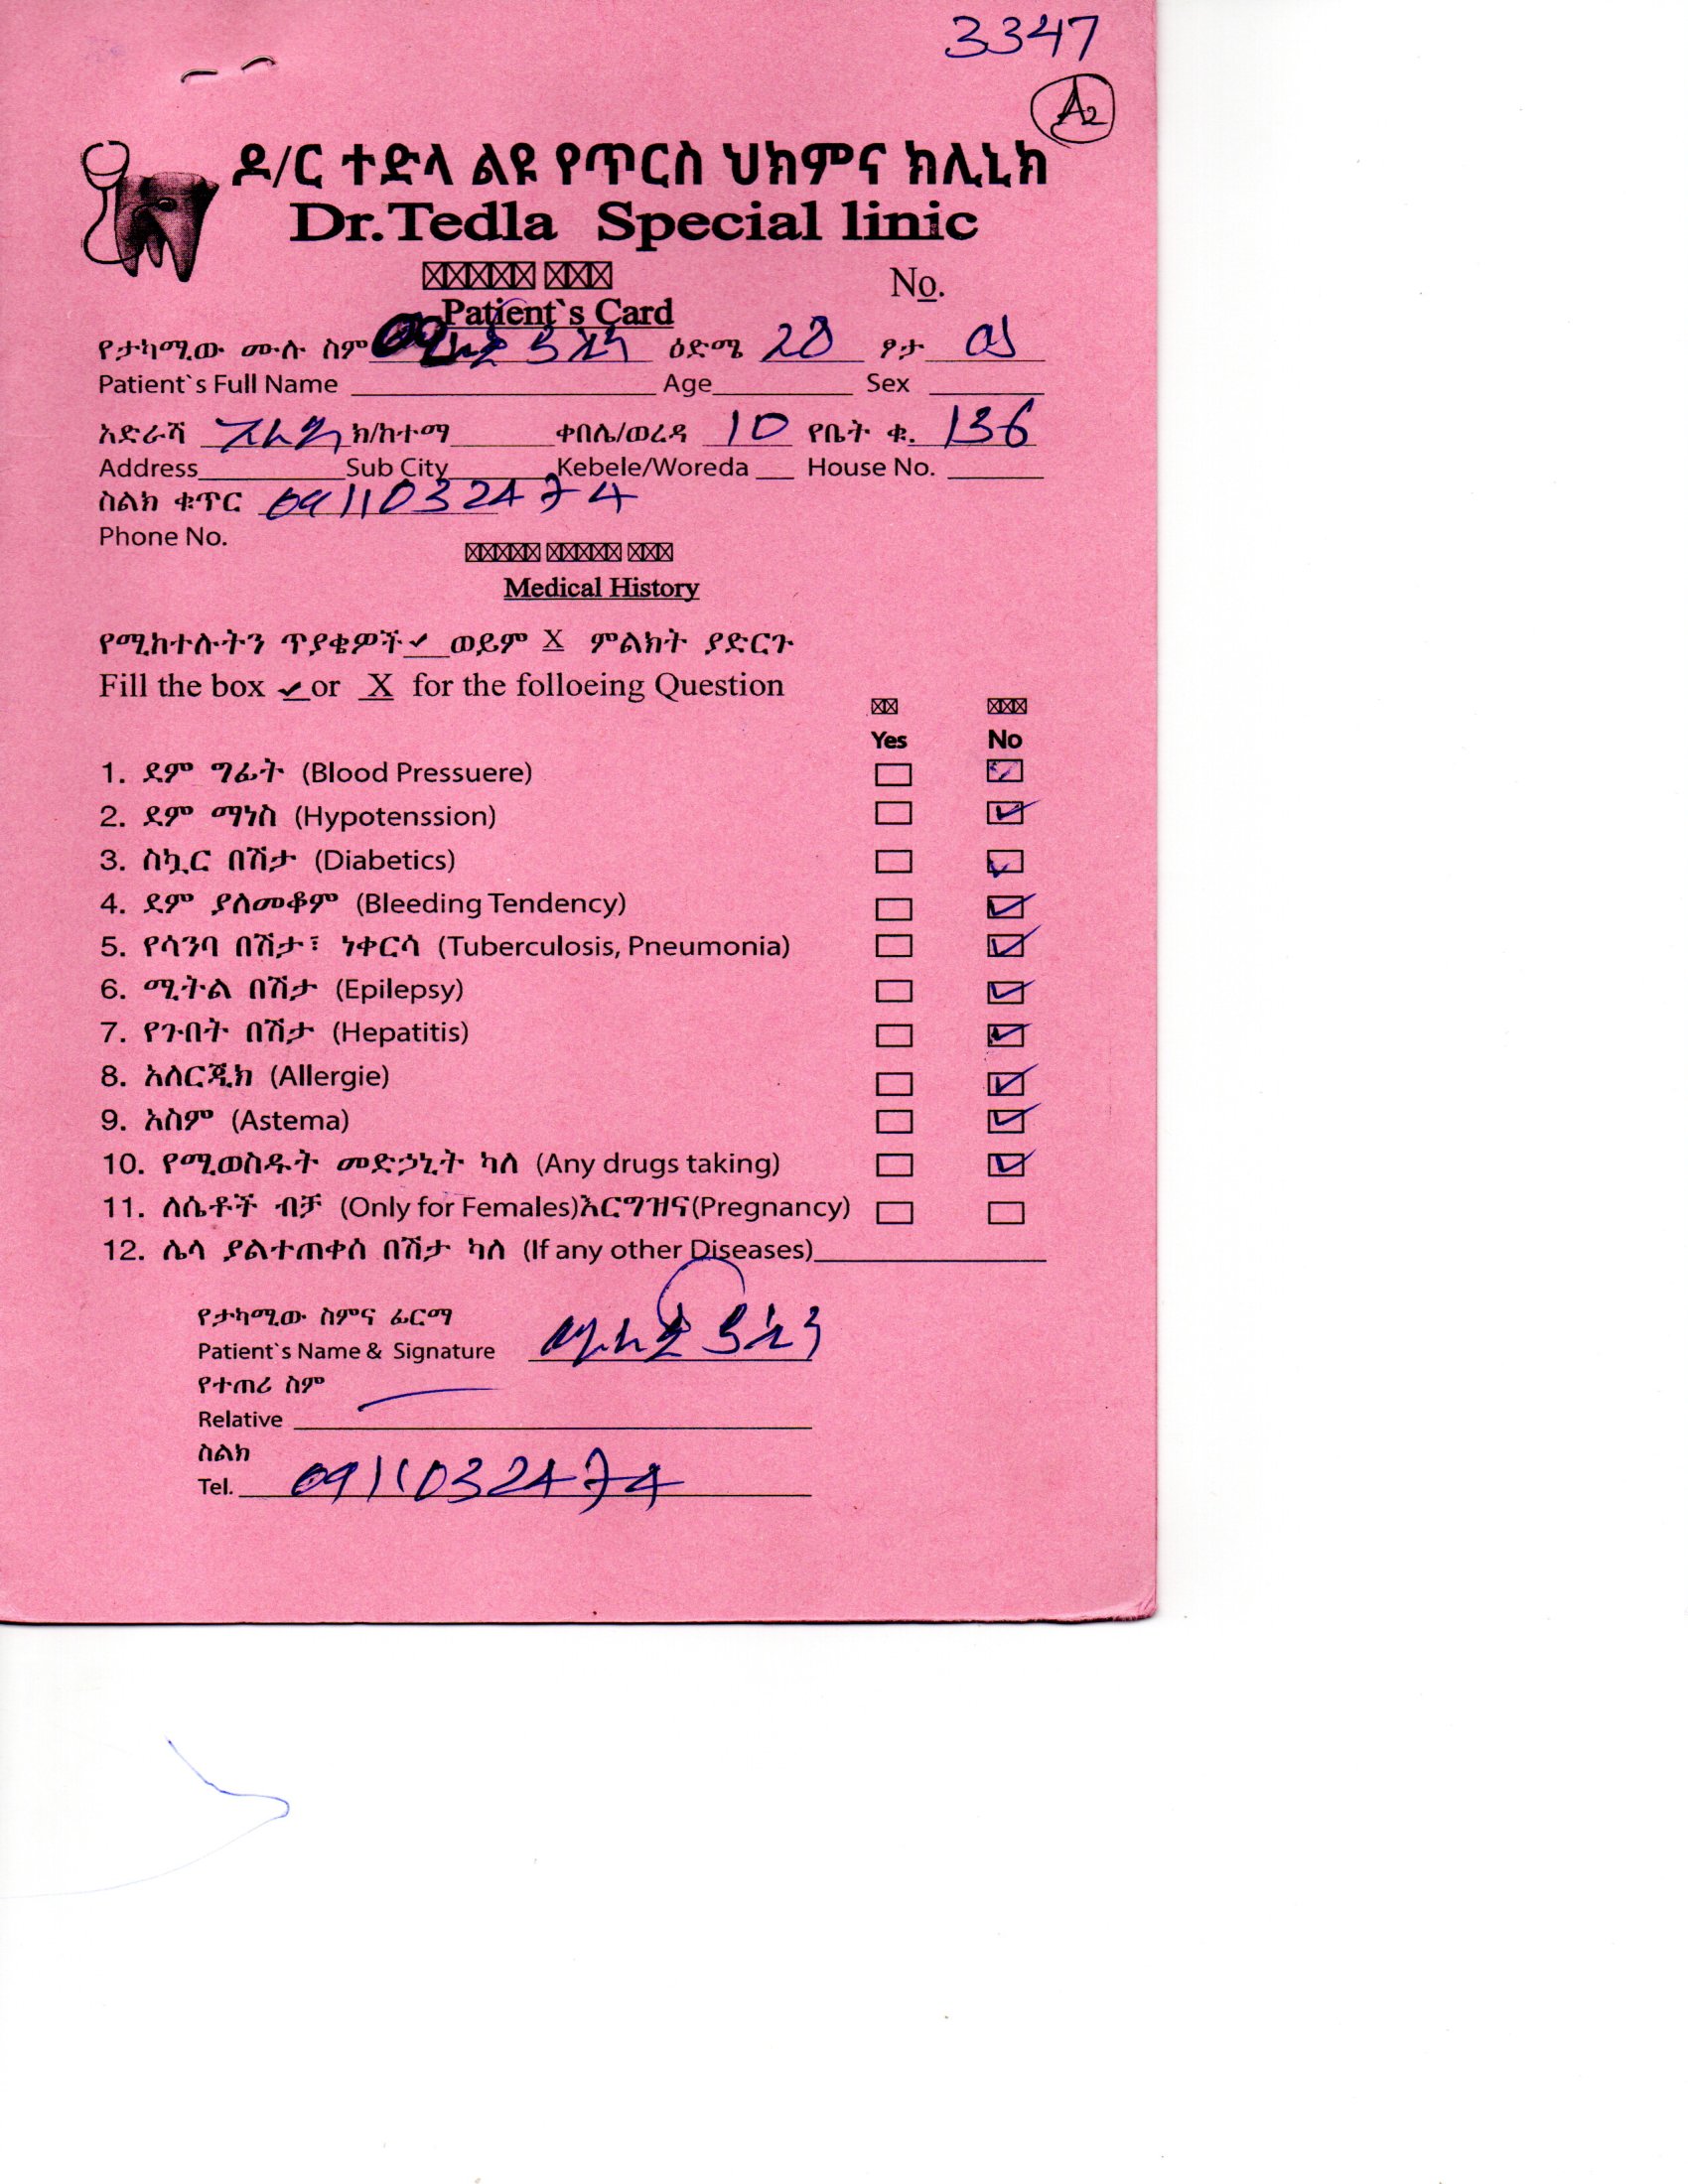 3347
A2
ዶ/ር ተድላ ልዩ የጥርስ ህክምና ክሊኒክ
Dr.Tedla Special linic
No.
Patient`s Card
የታካሚው ሙሉ ስም ዕድሜ 28 ፆታ ወ
Patient`s Full Name Age Sex
አድራሻ ክ/ከተማ ቀበሌ/ወረዳ 10 የቤት ቁ. 136
Address Sub City Kebele/Woreda House No.
ስልክ ቁጥር 0911032474
Phone No.
Medical History
የሚከተሉትን ጥያቄዎች ✔ ወይም X ምልክት ያድርጉ
Fill the box ✔ or X for the folloeing Question
Yes No
1. ደም ግፊት (Blood Pressuere)
2. ደም ማነስ (Hypotenssion)
3. ስኳር በሽታ (Diabetics)
4. ደም ያለመቆም (Bleeding Tendency)
5. የሳንባ በሽታ፣ ነቀርሳ (Tuberculosis, Pneumonia)
6. ሚትል በሽታ (Epilepsy)
7. የጉበት በሽታ (Hepatitis)
8. አለርጂክ (Allergie)
9. አስም (Astema)
10. የሚወስዱት መድኃኒት ካለ (Any drugs taking)
11. ለሴቶች ብቻ (Only for Females)እርግዝና(Pregnancy)
12. ሌላ ያልተጠቀሰ በሽታ ካለ (If any other Diseases)
የታካሚው ስምና ፊርማ
Patient`s Name & Signature
የተጠሪ ስም
Relative
ስልክ
Tel. 0911032474